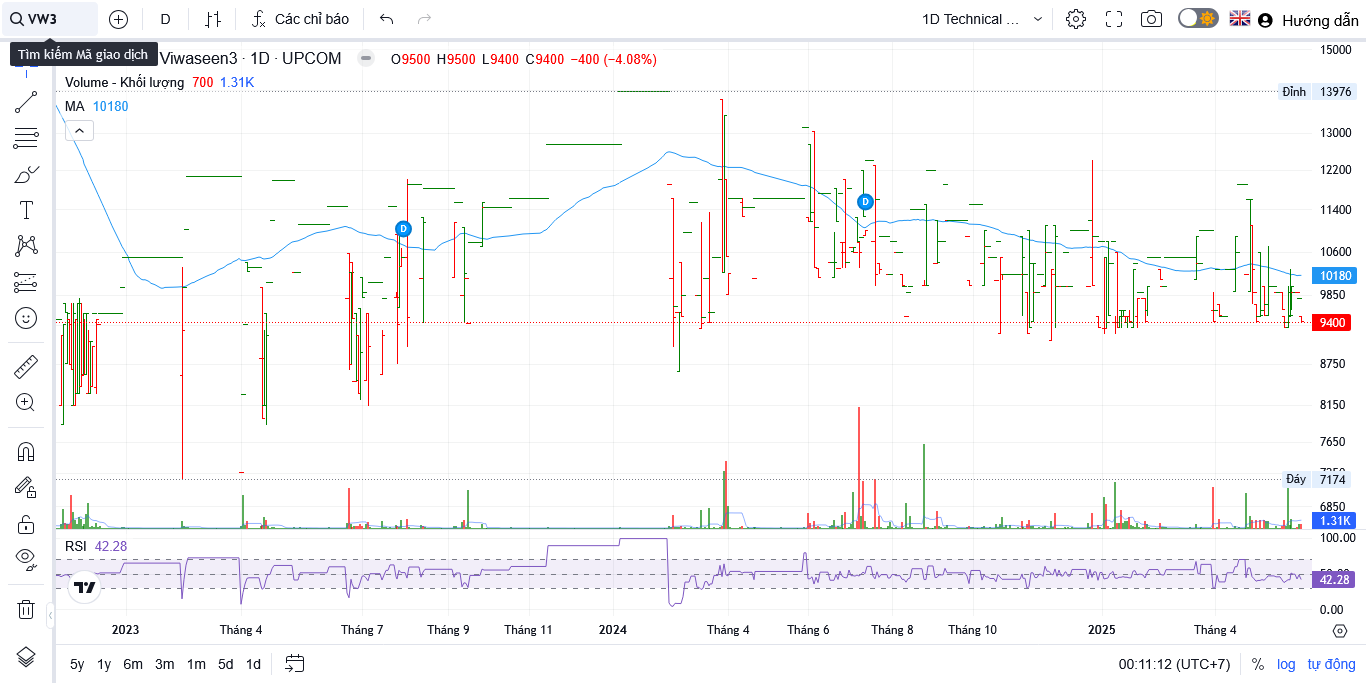 VW3
D
Các chỉ báo
1D Technical ...
Hướng dẫn
Tìm kiếm Mã giao dịch
Viwaseen3 · 1D · UPCOM
O9500 H9500 L9400 C9400 −400 (−4.08%)
Volume - Khối lượng 700 1.31K
MA 10180
15000
Đỉnh 13976
13000
12200
11400
10600
10180
9850
9400
8750
8150
7650
Đáy 7174
6850
1.31K
D
D
RSI 42.28
100.00
42.28
0.00
2023
Tháng 4
Tháng 7
Tháng 9
Tháng 11
2024
Tháng 4
Tháng 6
Tháng 8
Tháng 10
2025
Tháng 4
5y 1y 6m 3m 1m 5d 1d
00:11:12 (UTC+7)
% log tự động